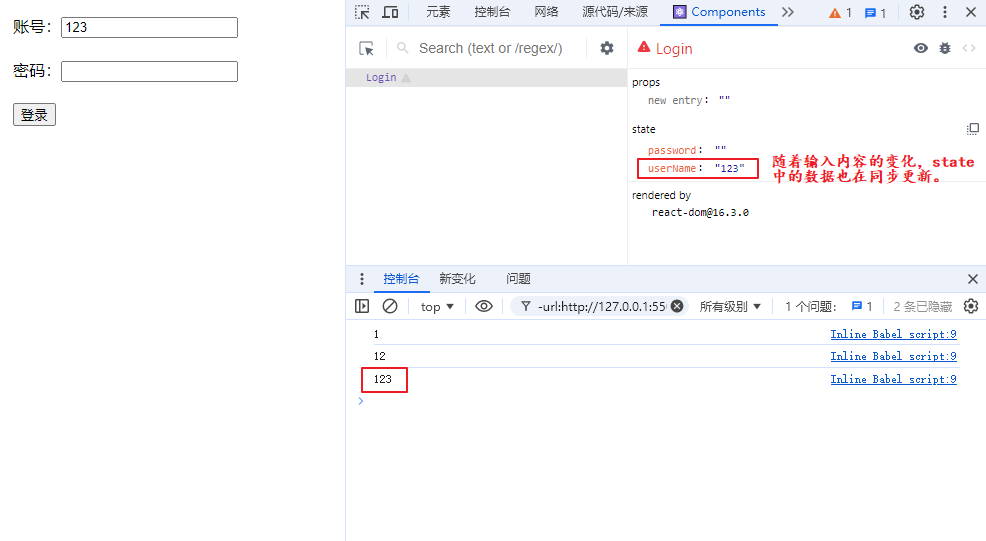 账号： 123
密码：
登录
元素 控制台 网络 源代码/来源 Components 1 1
Search (text or /regex/)
Login
Login
props
new entry: ""
state
password: ""
userName: "123"
随着输入内容的变化，state
中的数据也在同步更新。
rendered by
react-dom@16.3.0
控制台 新变化 问题
top ▼ -url:http://127.0.0.1:55 所有级别 ▼ 1 个问题： 1 2 条已隐藏
1 Inline Babel script:9
12 Inline Babel script:9
123 Inline Babel script:9